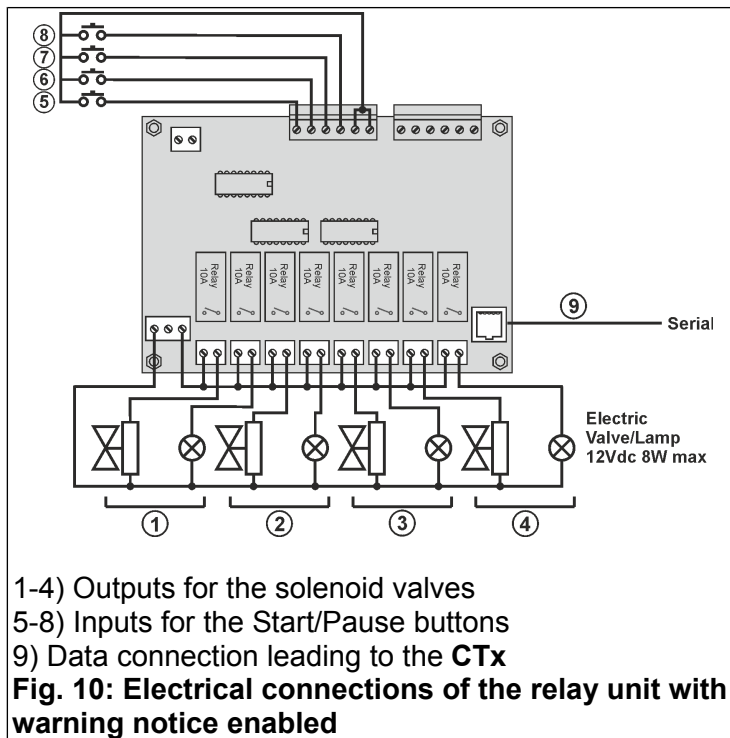 8
7
6
5
Relay 10A
Relay 10A
Relay 10A
Relay 10A
Relay 10A
Relay 10A
Relay 10A
Relay 10A
9
Serial
Electric
Valve/Lamp
12Vdc 8W max
1
2
3
4
1-4) Outputs for the solenoid valves
5-8) Inputs for the Start/Pause buttons
9) Data connection leading to the CTx
Fig. 10: Electrical connections of the relay unit with
warning notice enabled